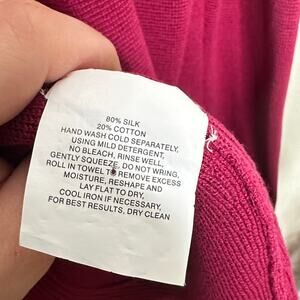 80% SILK
20% COTTON
HAND WASH COLD SEPARATELY,
USING MILD DETERGENT,
NO BLEACH, RINSE WELL,
GENTLY SQUEEZE. DO NOT WRING,
ROLL IN TOWEL TO REMOVE EXCESS
MOISTURE, RESHAPE AND
LAY FLAT TO DRY,
COOL IRON IF NECESSARY,
FOR BEST RESULTS, DRY CLEAN